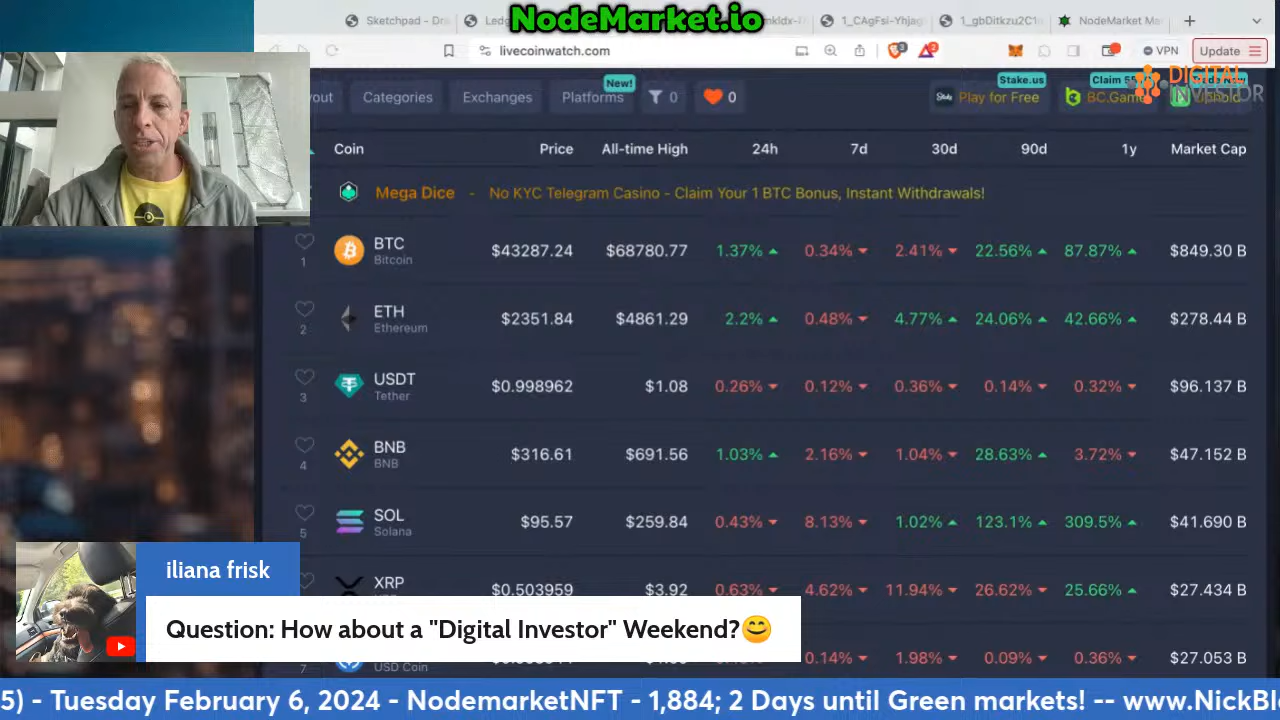 NodeMarket.io
Sketchpad - Dra
Ledg
nkldx-
1_CAgFsi-Yhjag
1_gbDitkzu2C1
NodeMarket Ma
livecoinwatch.com
VPN
Update
DIGITAL
INVESTOR
New!
Stake.us
Categories
Exchanges
Platforms
0
0
Play for Free
BC.Game
Uphold
Coin Price All-time High 24h 7d 30d 90d 1y Market Cap
Mega Dice - No KYC Telegram Casino - Claim Your 1 BTC Bonus, Instant Withdrawals!
1 BTC Bitcoin $43287.24 $68780.77 1.37% 0.34% 2.41% 22.56% 87.87% $849.30 B
2 ETH Ethereum $2351.84 $4861.29 2.2% 0.48% 4.77% 24.06% 42.66% $278.44 B
3 USDT Tether $0.998962 $1.08 0.26% 0.12% 0.36% 0.14% 0.32% $96.137 B
4 BNB BNB $316.61 $691.56 1.03% 2.16% 1.04% 28.63% 3.72% $47.152 B
5 SOL Solana $95.57 $259.84 0.43% 8.13% 1.02% 123.1% 309.5% $41.690 B
XRP $0.503959 $3.92 0.63% 4.62% 11.94% 26.62% 25.66% $27.434 B
7 USD Coin 0.14% 1.98% 0.09% 0.36% $27.053 B
iliana frisk
Question: How about a "Digital Investor" Weekend?😊
5) - Tuesday February 6, 2024 - NodemarketNFT - 1,884; 2 Days until Green markets! -- www.NickBl